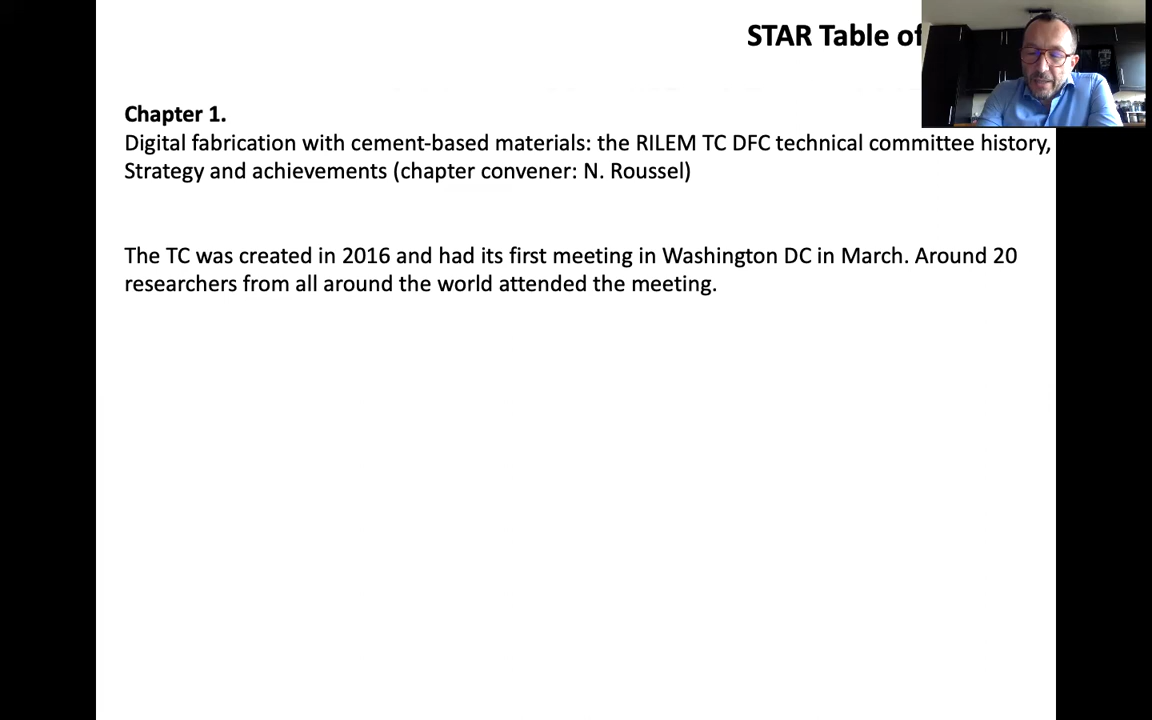 STAR Table of
Chapter 1.
Digital fabrication with cement-based materials: the RILEM TC DFC technical committee history,
Strategy and achievements (chapter convener: N. Roussel)
The TC was created in 2016 and had its first meeting in Washington DC in March. Around 20
researchers from all around the world attended the meeting.